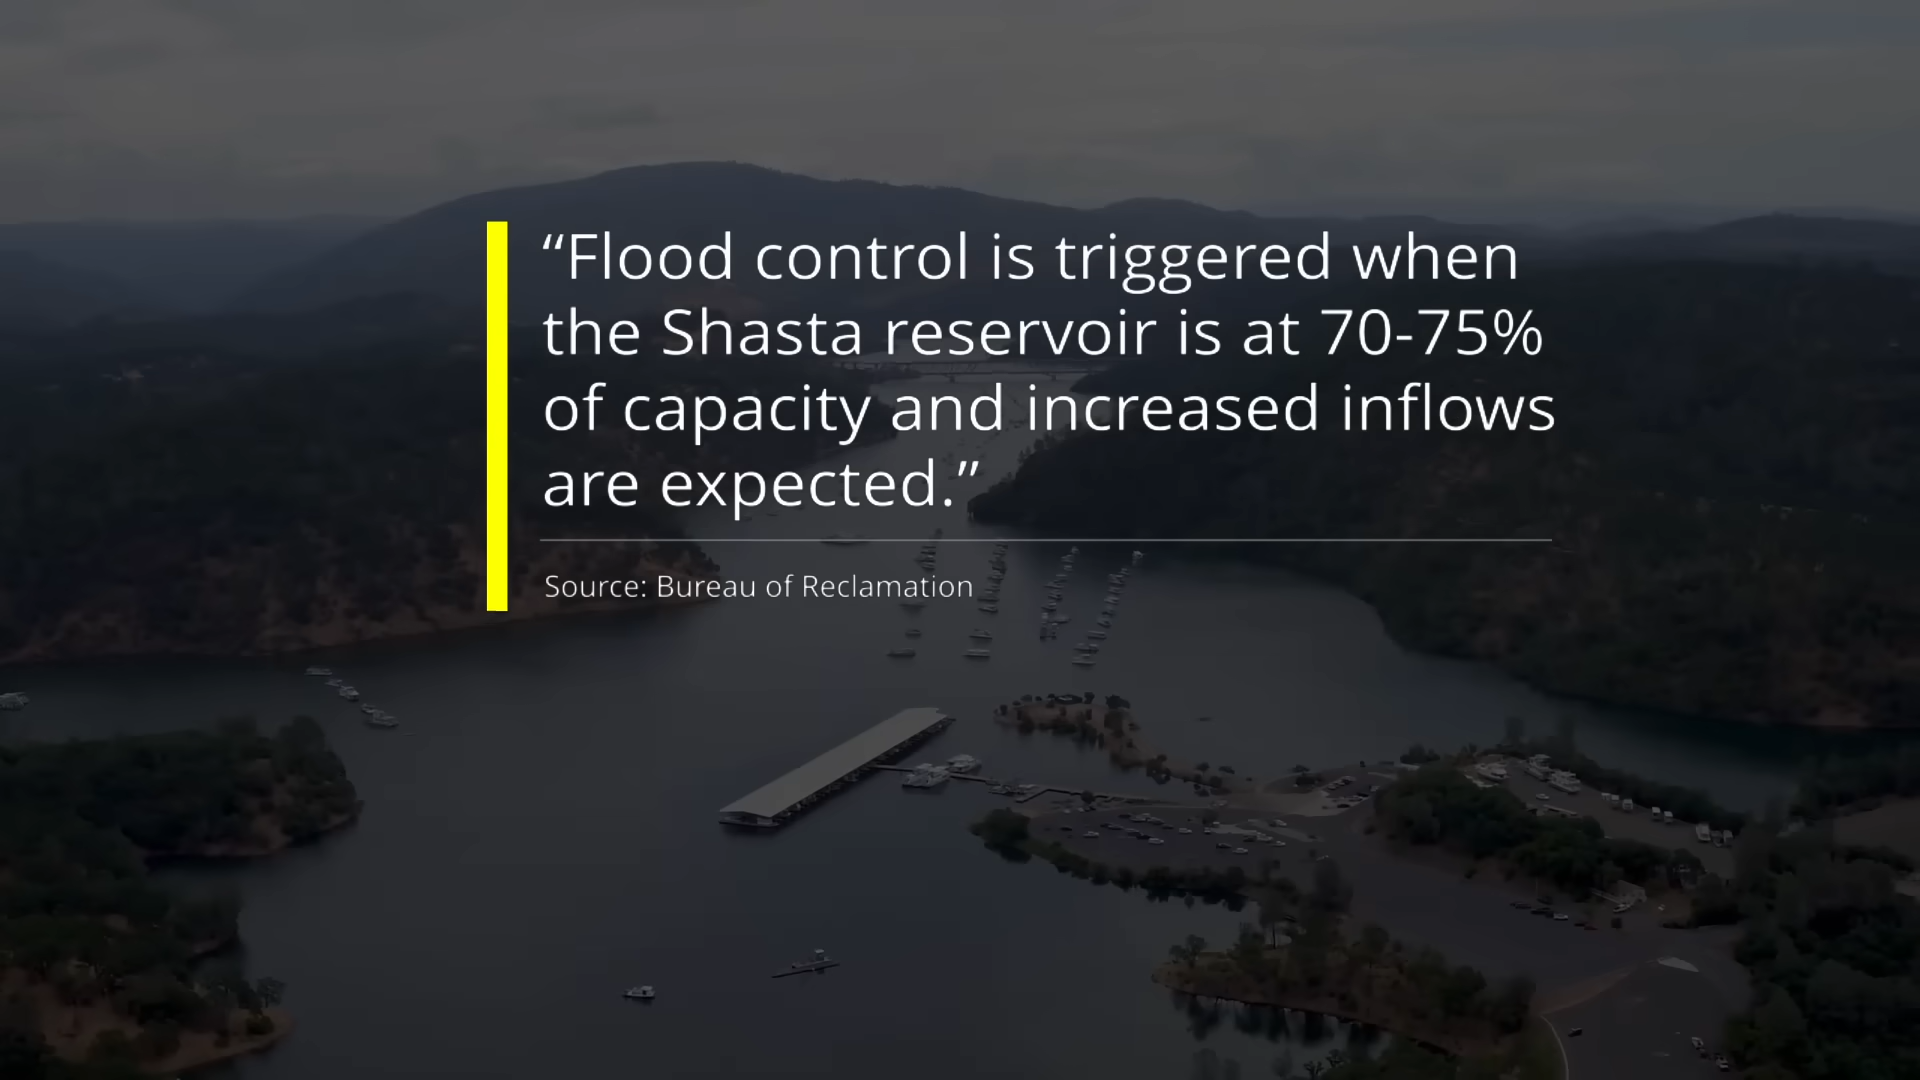 “Flood control is triggered when
the Shasta reservoir is at 70-75%
of capacity and increased inflows
are expected.”
Source: Bureau of Reclamation